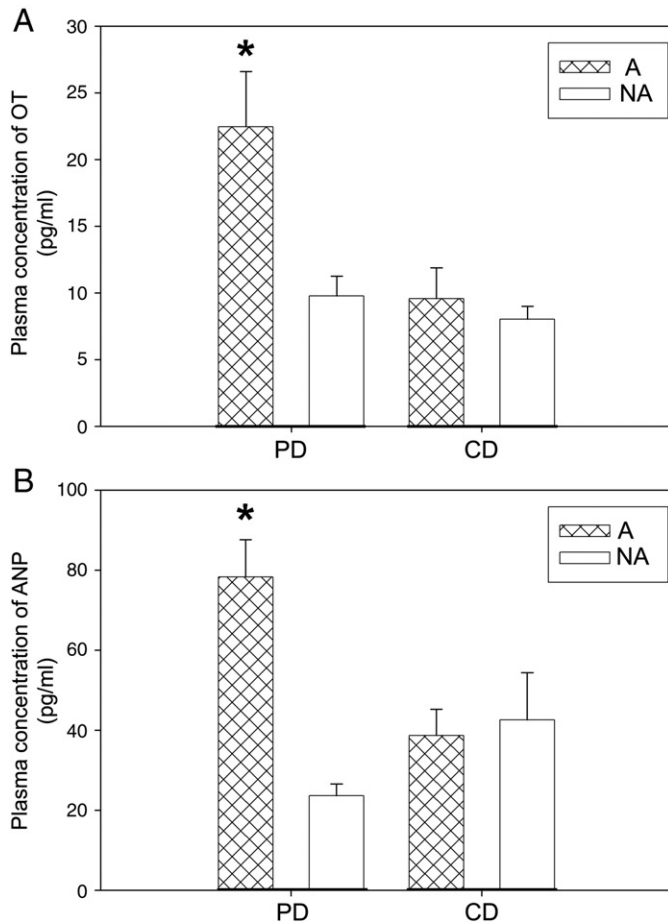 A
30
25
20
15
10
5
0
Plasma concentration of OT
(pg/ml)
*
A
NA
PD CD
B
100
80
60
40
20
0
Plasma concentration of ANP
(pg/ml)
*
A
NA
PD CD